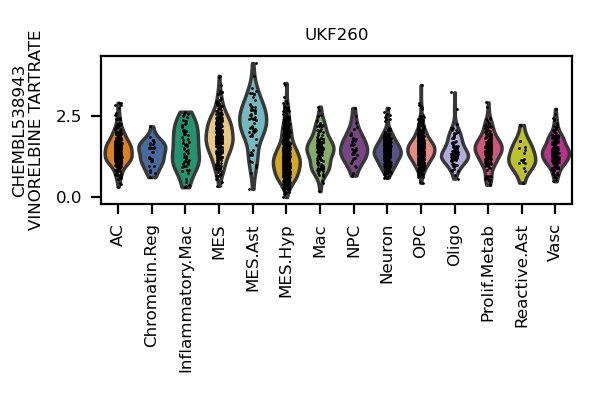 UKF260
CHEMBL538943
VINORELBINE TARTRATE
2.5
0.0
AC
Chromatin.Reg
Inflammatory.Mac
MES
MES.Ast
MES.Hyp
Mac
NPC
Neuron
OPC
Oligo
Prolif.Metab
Reactive.Ast
Vasc